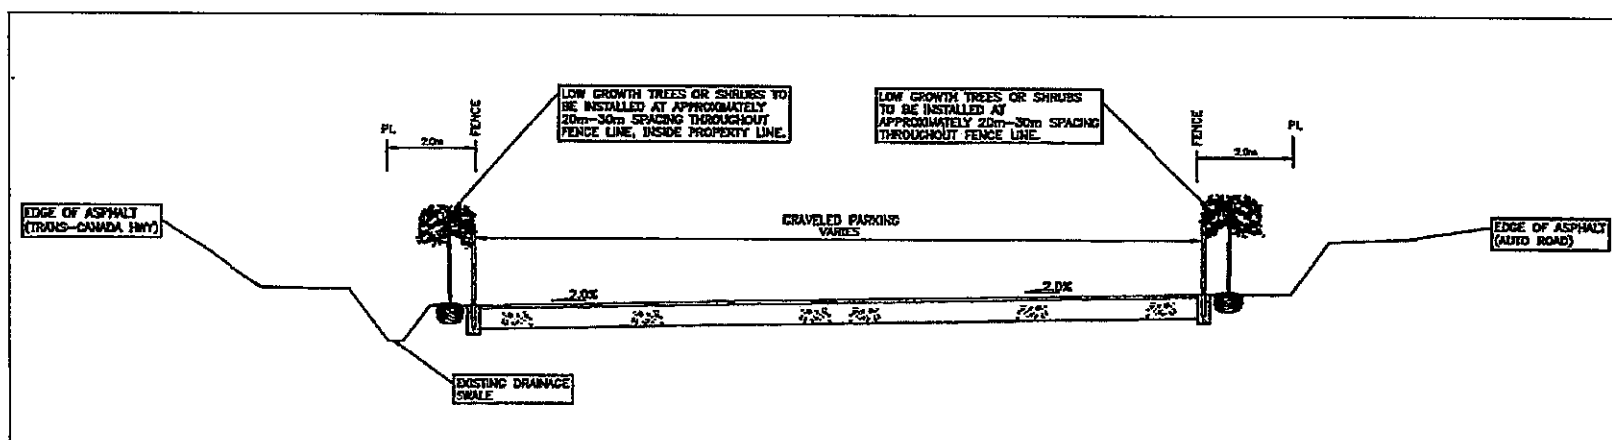 LOW GROWTH TREES OR SHRUBS TO
BE INSTALLED AT APPROXIMATELY
20m-30m SPACING THROUGHOUT
FENCE LINE, INSIDE PROPERTY LINE.
LOW GROWTH TREES OR SHRUBS
TO BE INSTALLED AT
APPROXIMATELY 20m-30m SPACING
THROUGHOUT FENCE LINE.
PL
FENCE
2.0m
FENCE
PL
2.0m
EDGE OF ASPHALT
(TRANS-CANADA HWY)
GRAVELED PARKING
VARIES
EDGE OF ASPHALT
(AUTO ROAD)
2.0%
2.0%
EXISTING DRAINAGE
SWALE